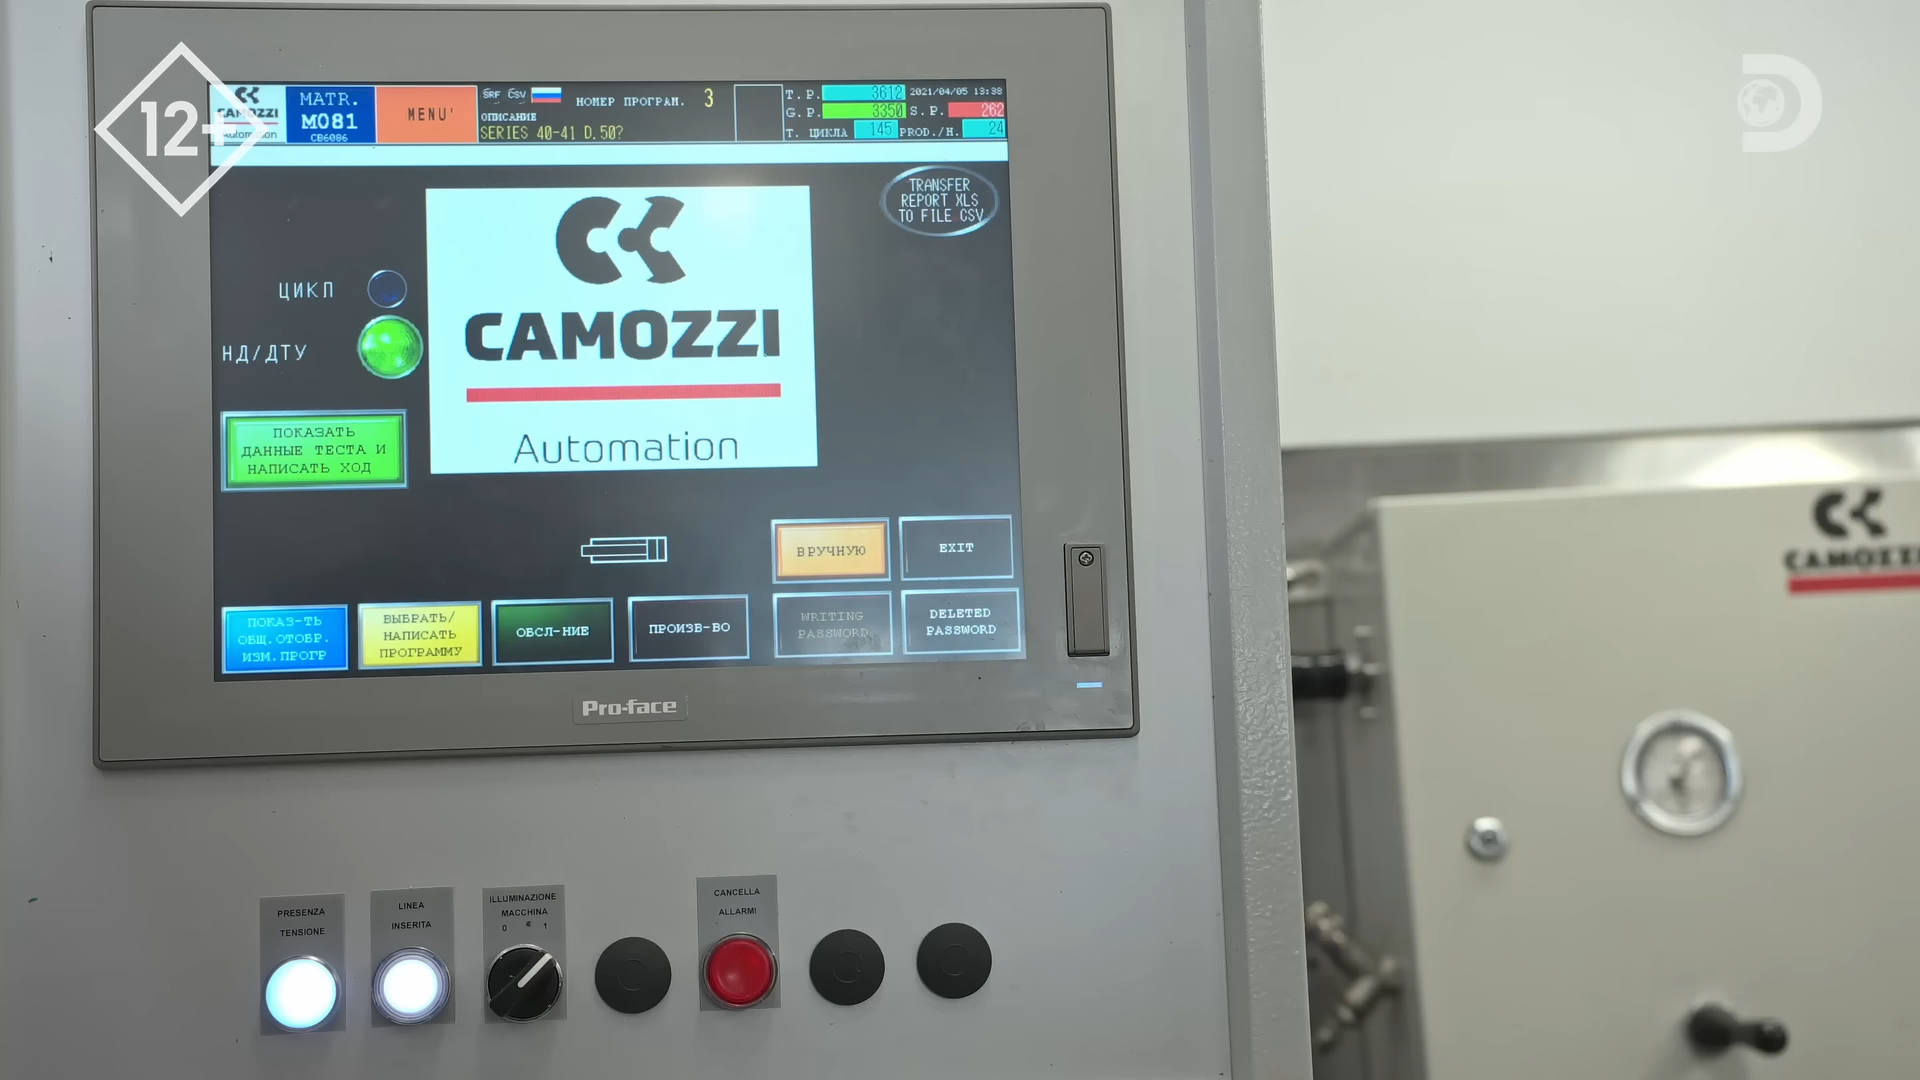 12+
CAMOZZI
Automation
MATR.
M081
CB6086
MENU'
SRF CSV
НОМЕР ПРОГРАМ. 3
ОПИСАНИЕ
SERIES 40-41 D.50?
T.P. 3612 2021/04/05 13:38
G.P. 3350 S.P. 262
Т. ЦИКЛА 145 PROD./H. 24
TRANSFER
REPORT XLS
TO FILE CSV
ЦИКЛ
НД/ДТУ
CAMOZZI
Automation
ПОКАЗАТЬ
ДАННЫЕ ТЕСТА И
НАПИСАТЬ ХОД
ВРУЧНУЮ
EXIT
ПОКАЗ-ТЬ
ОБЩ.ОТОБР.
ИЗМ.ПРОГР
ВЫБРАТЬ/
НАПИСАТЬ
ПРОГРАММУ
ОБСЛ-НИЕ
ПРОИЗВ-ВО
WRITING
PASSWORD
DELETED
PASSWORD
Pro-face
CAMOZZI
PRESENZA
TENSIONE
LINEA
INSERITA
ILLUMINAZIONE
MACCHINA
0 1
CANCELLA
ALLARMI